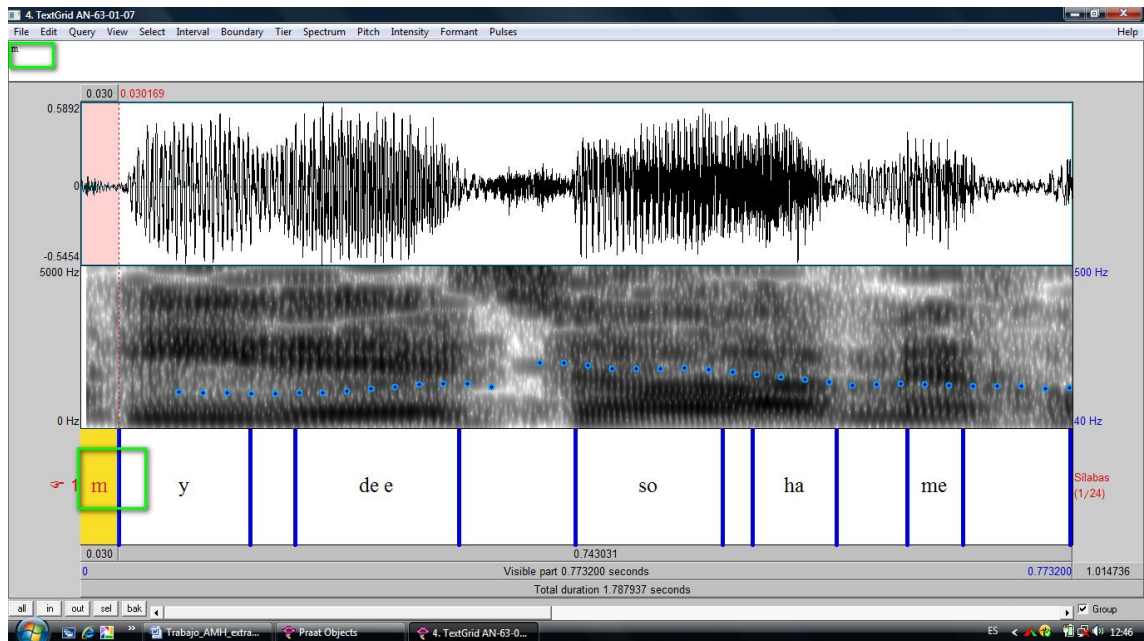 4. TextGrid AN-63-01-07
File Edit Query View Select Interval Boundary Tier Spectrum Pitch Intensity Formant Pulses Help
m
0.030 0.030169
0.5892
0
-0.5454
5000 Hz 500 Hz
0 Hz 40 Hz
1 m y de e so ha me Sílabas
(1/24)
0.030 0.743031
0 Visible part 0.773200 seconds 0.773200 1.014736
Total duration 1.787937 seconds
all in out sel bak Group
Trabajo_AMH_extra... Praat Objects 4. TextGrid AN-63-0... ES 12:46